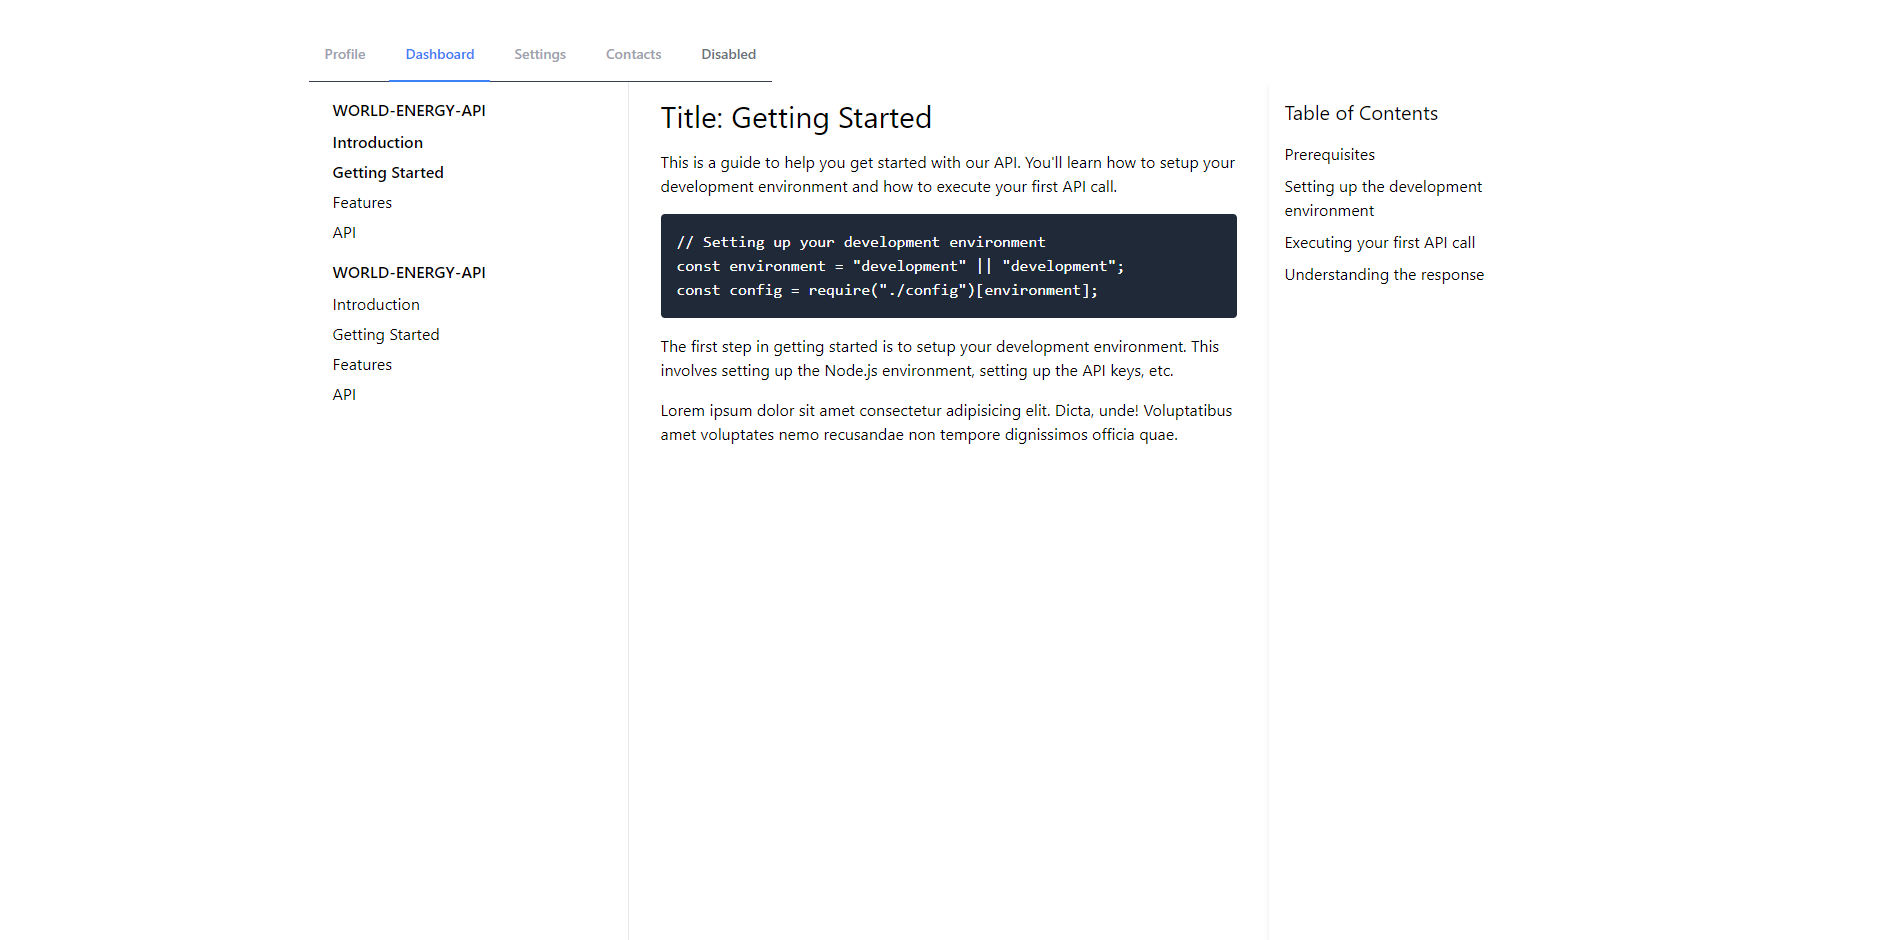 Profile Dashboard Settings Contacts Disabled
WORLD-ENERGY-API
Introduction
Getting Started
Features
API
WORLD-ENERGY-API
Introduction
Getting Started
Features
API
Title: Getting Started
This is a guide to help you get started with our API. You'll learn how to setup your
development environment and how to execute your first API call.
// Setting up your development environment
const environment = "development" || "development";
const config = require("./config")[environment];
The first step in getting started is to setup your development environment. This
involves setting up the Node.js environment, setting up the API keys, etc.
Lorem ipsum dolor sit amet consectetur adipisicing elit. Dicta, unde! Voluptatibus
amet voluptates nemo recusandae non tempore dignissimos officia quae.
Table of Contents
Prerequisites
Setting up the development
environment
Executing your first API call
Understanding the response